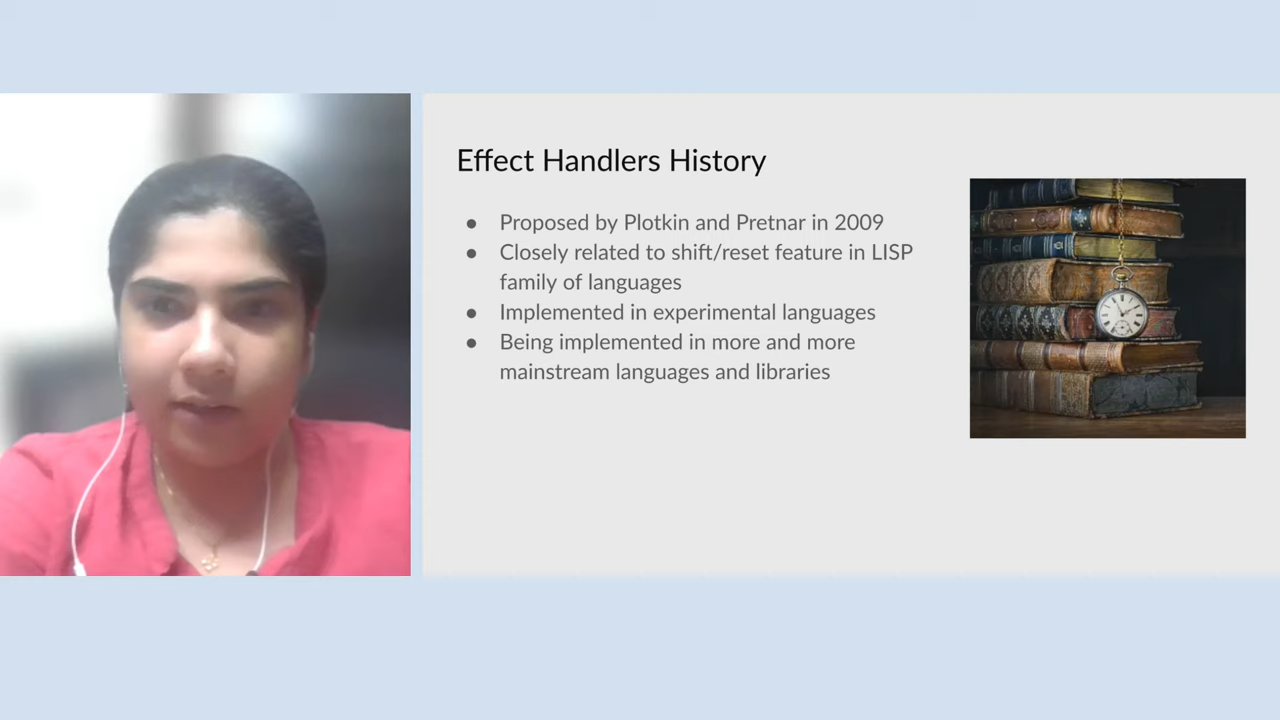 Effect Handlers History
● Proposed by Plotkin and Pretnar in 2009
● Closely related to shift/reset feature in LISP
family of languages
● Implemented in experimental languages
● Being implemented in more and more
mainstream languages and libraries